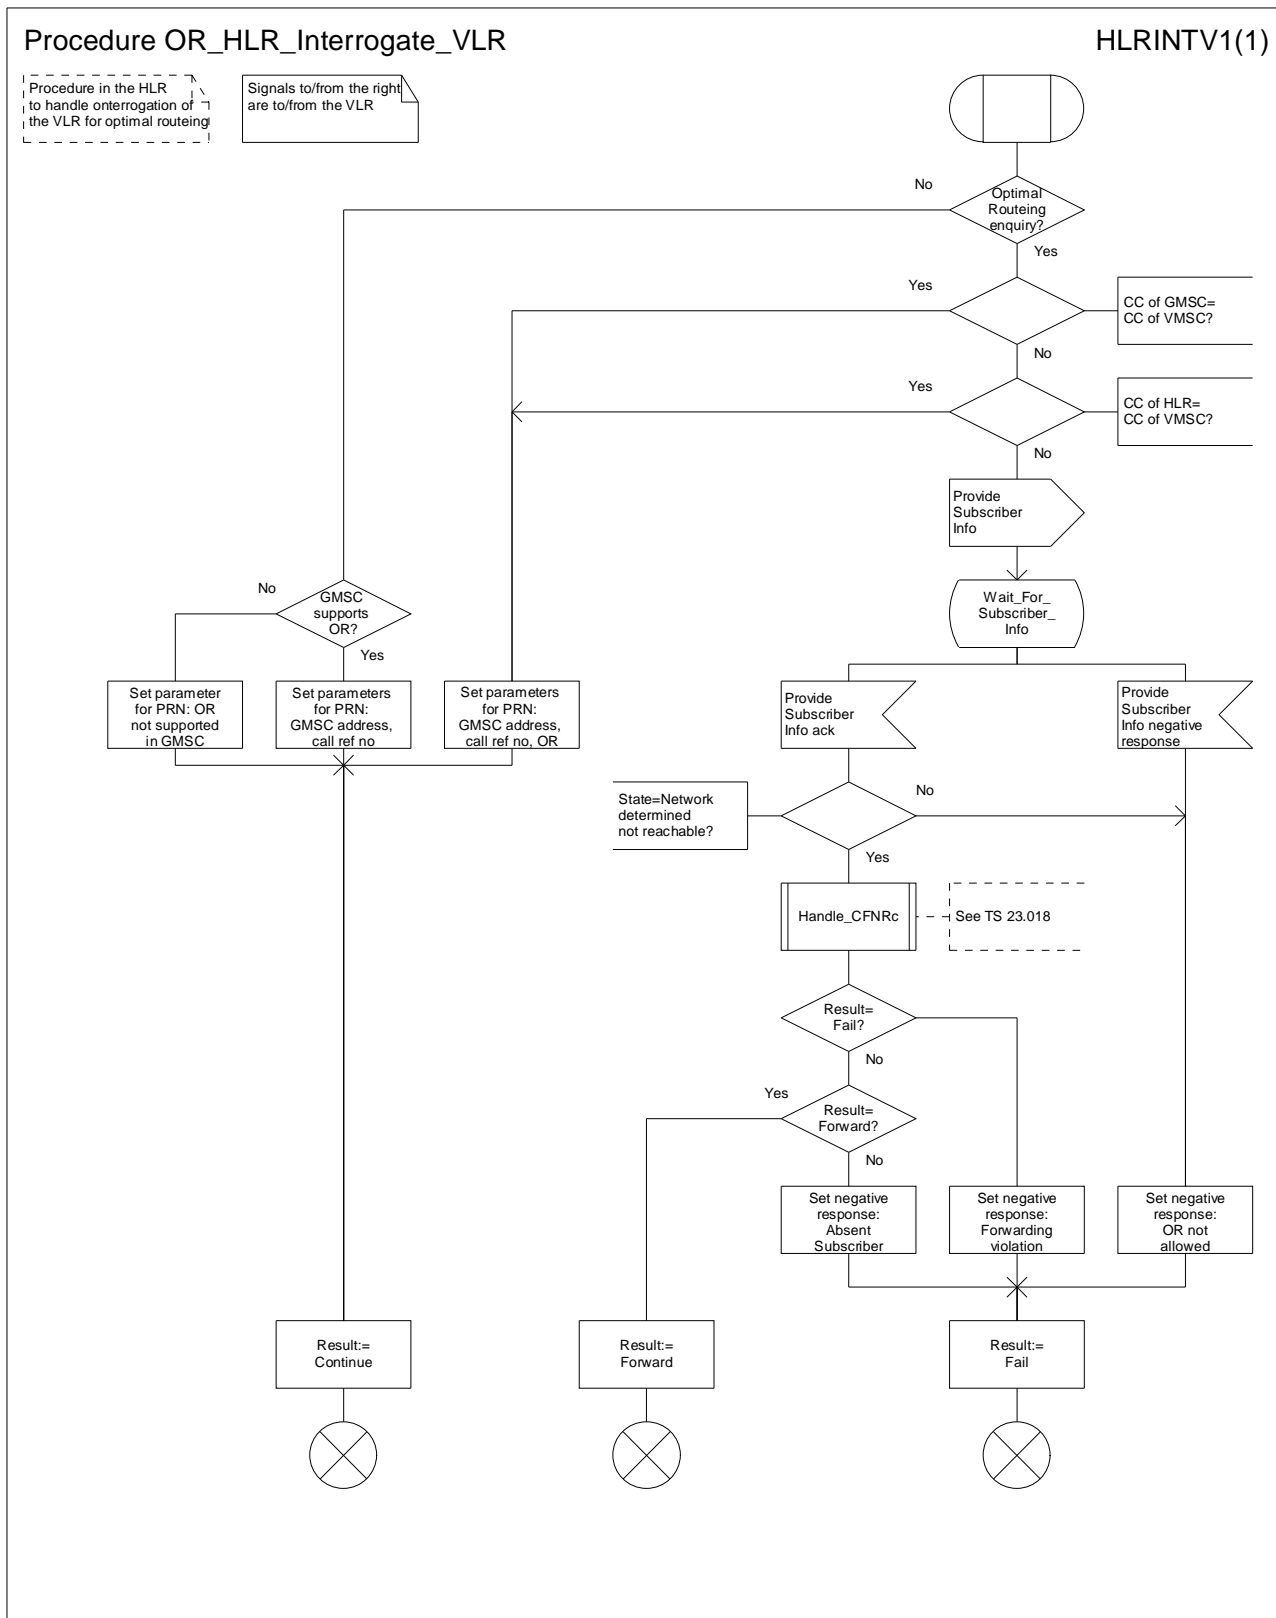 Procedure OR_HLR_Interrogate_VLR
HLRINTV1(1)
Procedure in the HLR
to handle onterrogation of
the VLR for optimal routeing
Signals to/from the right
are to/from the VLR
No
Optimal
Routeing
enquiry?
Yes
Yes
CC of GMSC=
CC of VMSC?
No
Yes
CC of HLR=
CC of VMSC?
No
Provide
Subscriber
Info
No
GMSC
supports
OR?
Yes
Wait_For_
Subscriber_
Info
Set parameter
for PRN: OR
not supported
in GMSC
Set parameters
for PRN:
GMSC address,
call ref no
Set parameters
for PRN:
GMSC address,
call ref no, OR
Provide
Subscriber
Info ack
Provide
Subscriber
Info negative
response
State=Network
determined
not reachable?
No
Yes
Handle_CFNRc
See TS 23.018
Result=
Fail?
No
Yes
Result=
Forward?
No
Set negative
response:
Absent
Subscriber
Set negative
response:
Forwarding
violation
Set negative
response:
OR not
allowed
Result:=
Continue
Result:=
Forward
Result:=
Fail